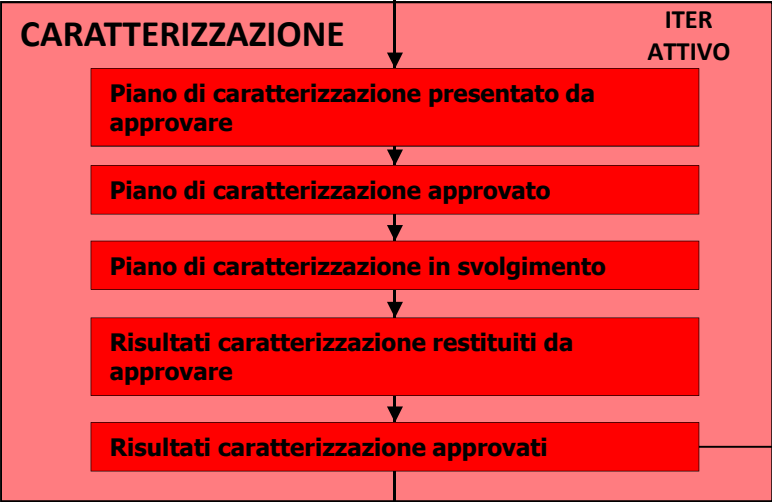 CARATTERIZZAZIONE
ITER
ATTIVO
Piano di caratterizzazione presentato da
approvare
Piano di caratterizzazione approvato
Piano di caratterizzazione in svolgimento
Risultati caratterizzazione restituiti da
approvare
Risultati caratterizzazione approvati